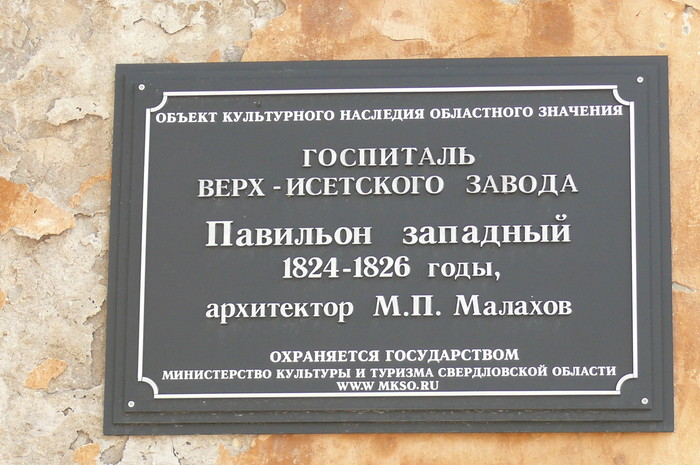 ОБЪЕКТ КУЛЬТУРНОГО НАСЛЕДИЯ ОБЛАСТНОГО ЗНАЧЕНИЯ
ГОСПИТАЛЬ
ВЕРХ - ИСЕТСКОГО ЗАВОДА
Павильон западный
1824-1826 годы,
архитектор М.П. Малахов
ОХРАНЯЕТСЯ ГОСУДАРСТВОМ
МИНИСТЕРСТВО КУЛЬТУРЫ И ТУРИЗМА СВЕРДЛОВСКОЙ ОБЛАСТИ
WWW MKSO.RU